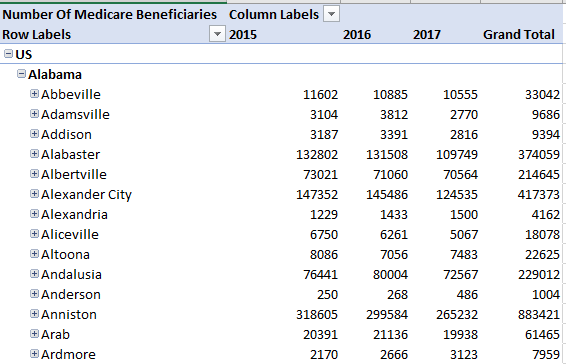 Number Of Medicare Beneficiaries Column Labels
Row Labels 2015 2016 2017 Grand Total
US
Alabama
Abbeville 11602 10885 10555 33042
Adamsville 3104 3812 2770 9686
Addison 3187 3391 2816 9394
Alabaster 132802 131508 109749 374059
Albertville 73021 71060 70564 214645
Alexander City 147352 145486 124535 417373
Alexandria 1229 1433 1500 4162
Aliceville 6750 6261 5067 18078
Altoona 8086 7056 7483 22625
Andalusia 76441 80004 72567 229012
Anderson 250 268 486 1004
Anniston 318605 299584 265232 883421
Arab 20391 21136 19938 61465
Ardmore 2170 2666 3123 7959